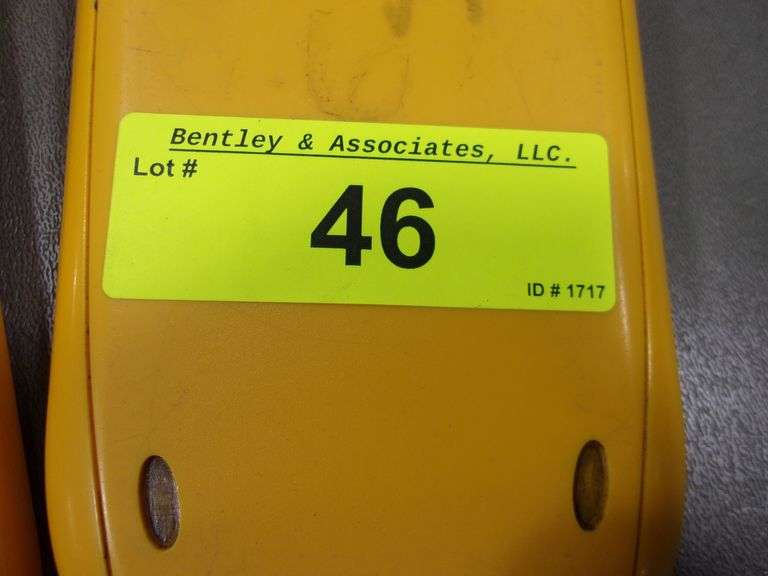 Bentley & Associates, LLC.
Lot #
46
ID # 1717